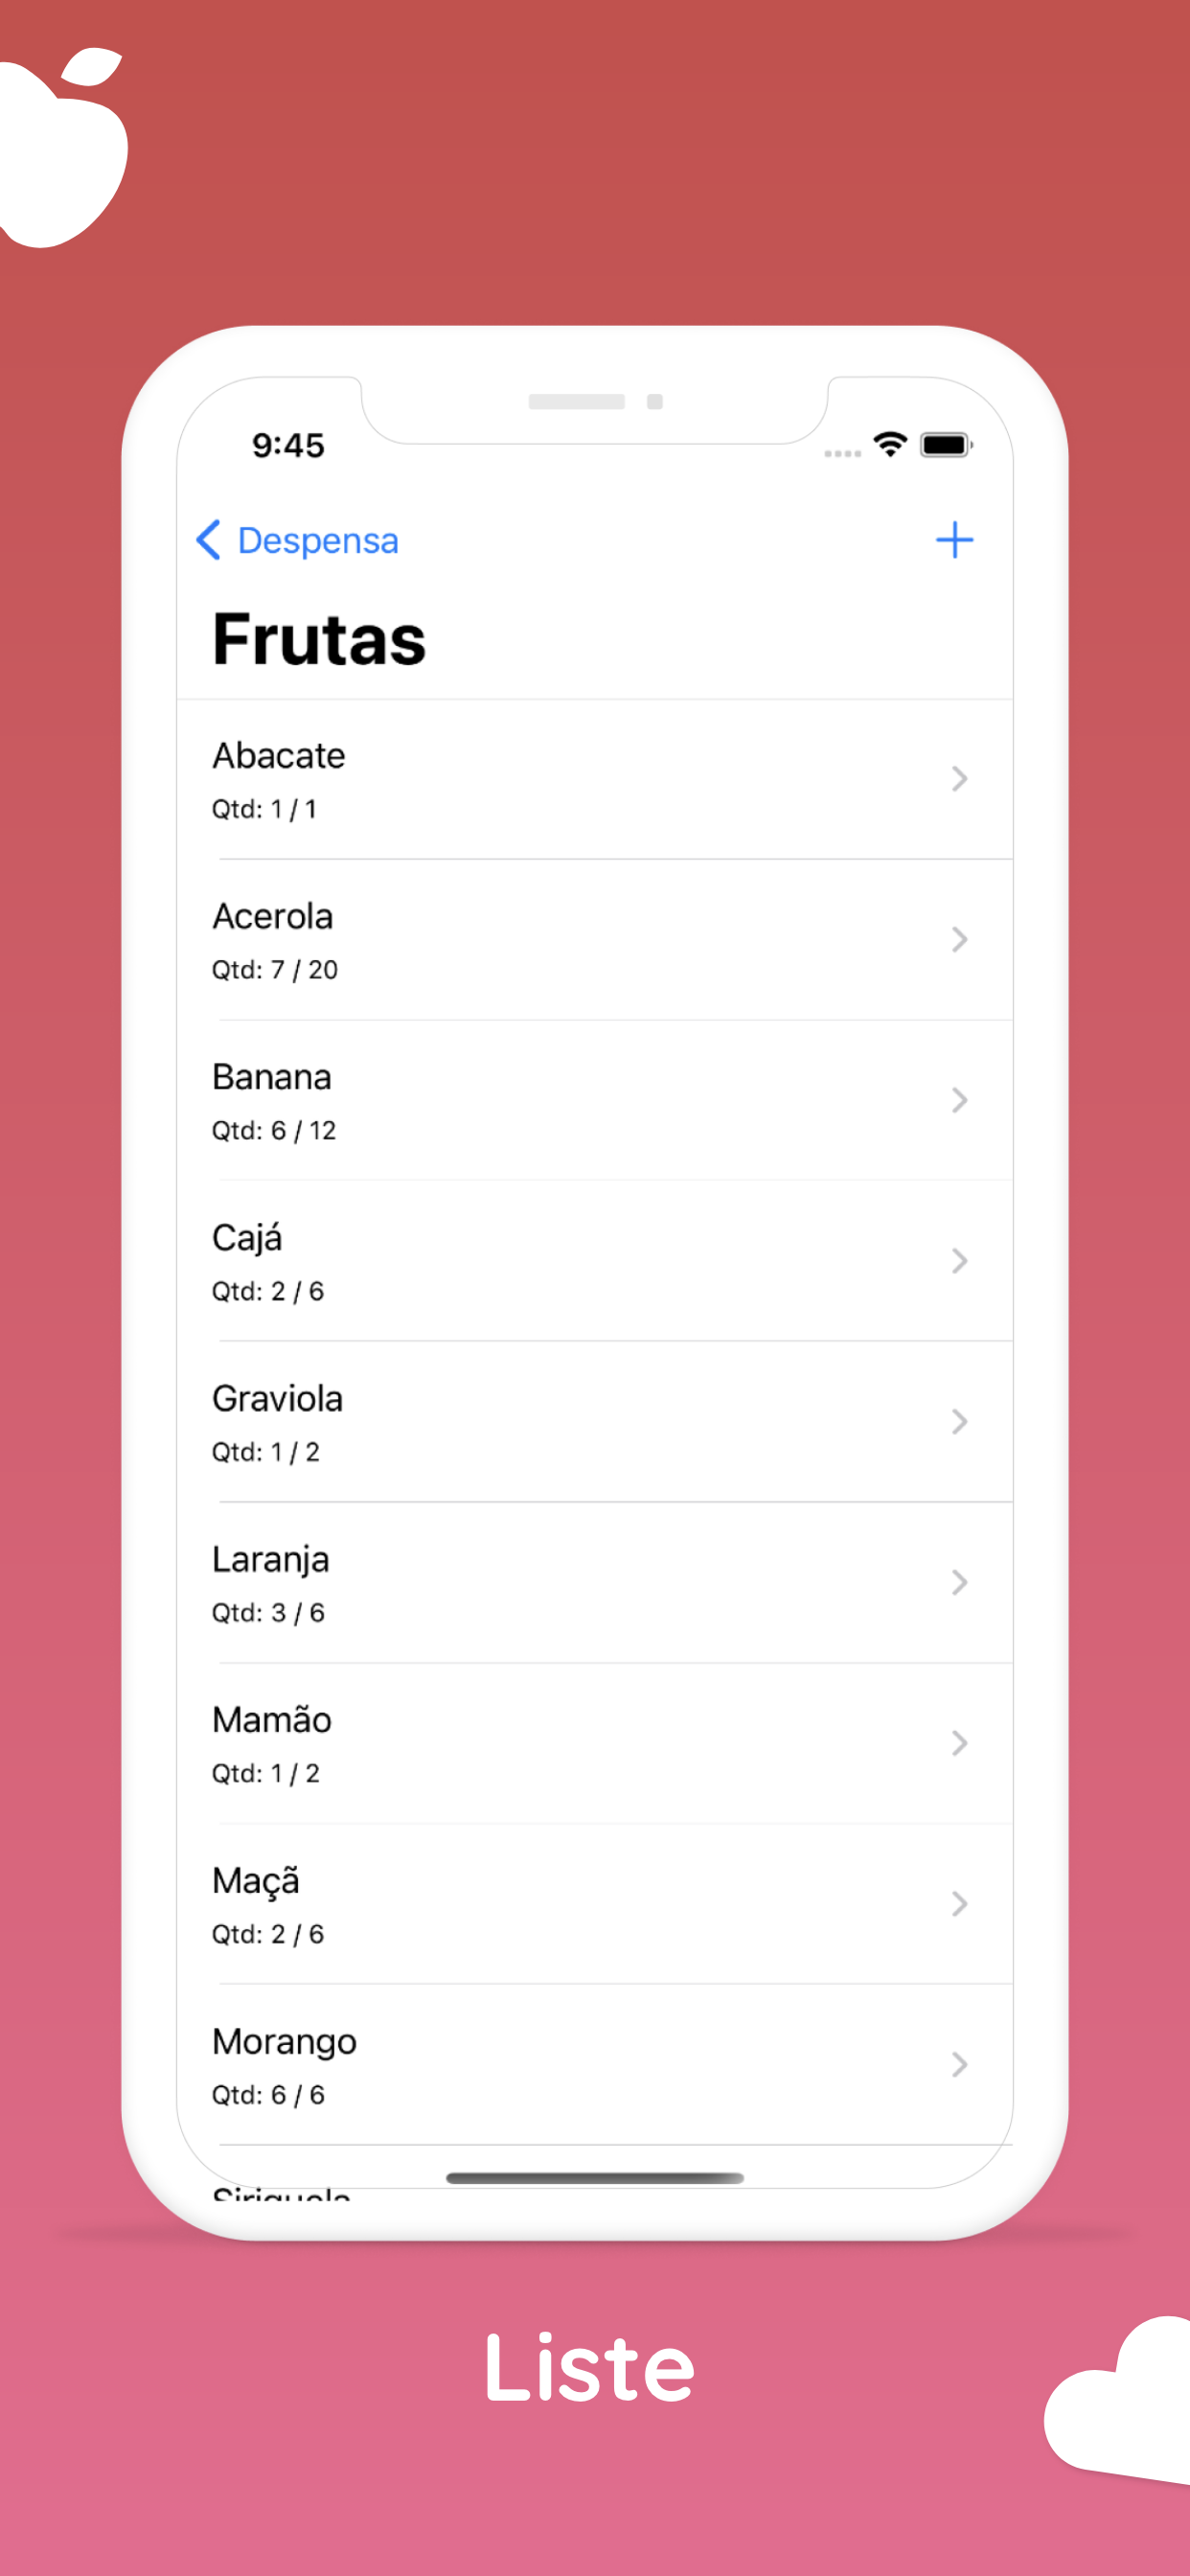 9:45
Despensa
Frutas
Abacate
Qtd: 1 / 1
Acerola
Qtd: 7 / 20
Banana
Qtd: 6 / 12
Cajá
Qtd: 2 / 6
Graviola
Qtd: 1 / 2
Laranja
Qtd: 3 / 6
Mamão
Qtd: 1 / 2
Maçã
Qtd: 2 / 6
Morango
Qtd: 6 / 6
Siriguela
Liste